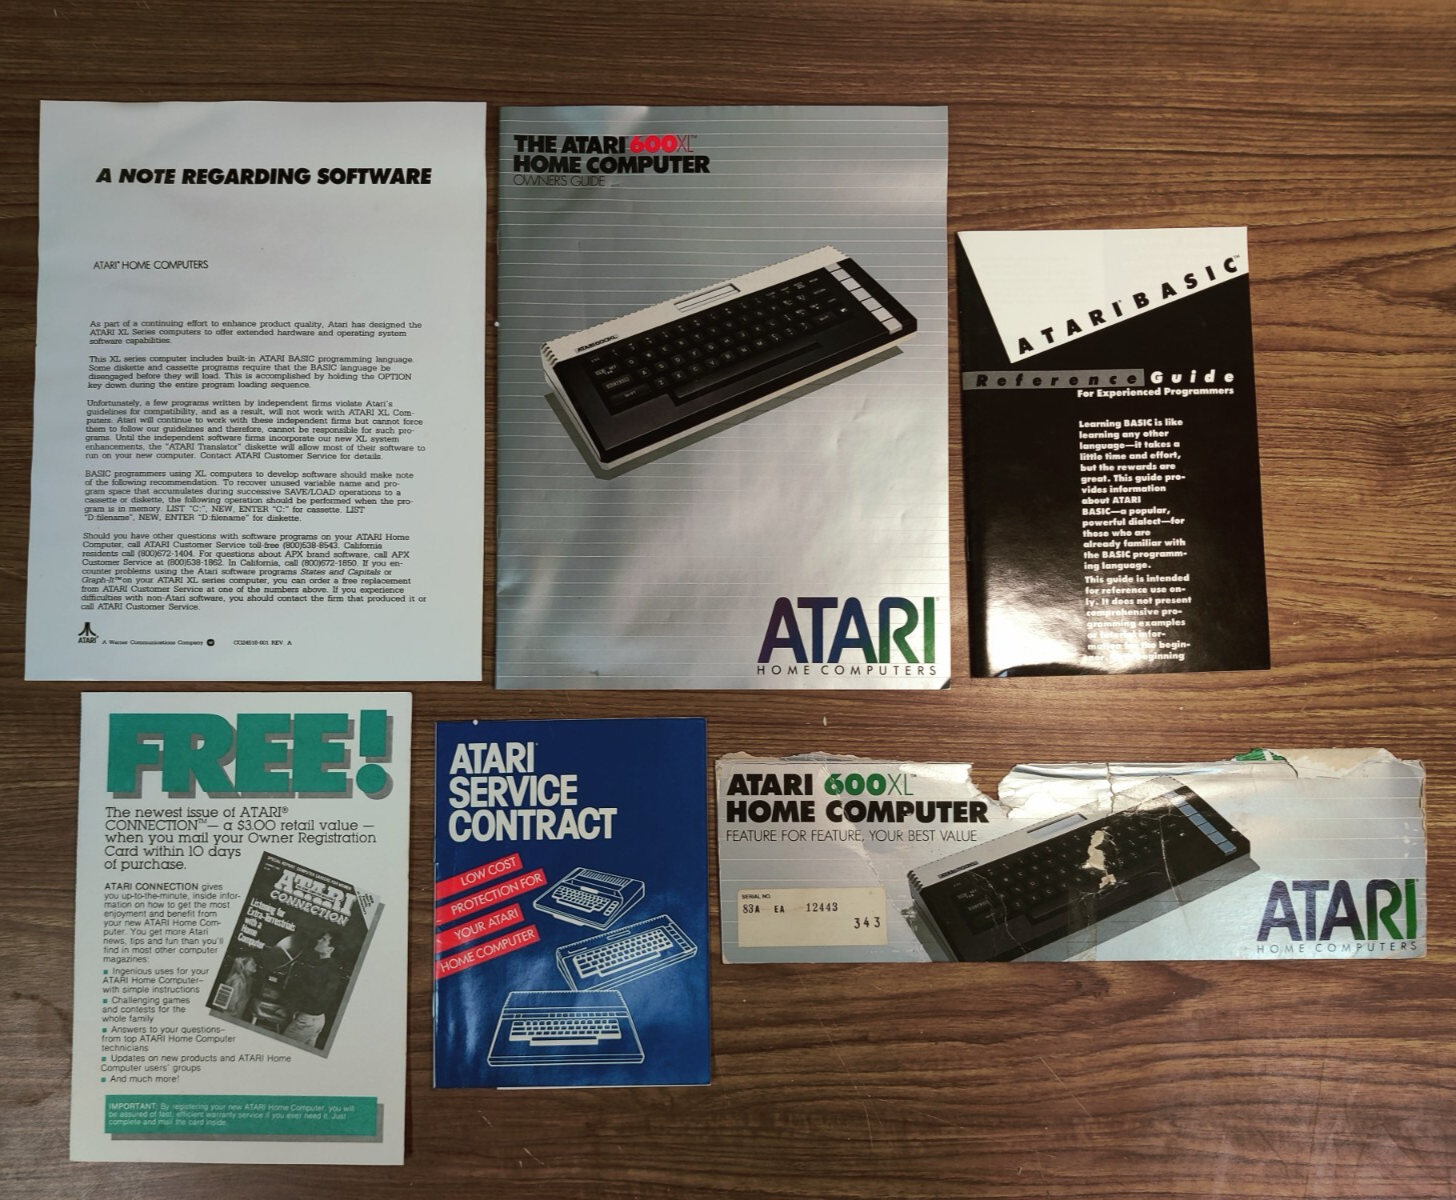 A NOTE REGARDING SOFTWARE
ATARI® HOME COMPUTERS
As part of a continuing effort to enhance product quality, Atari has designed the
ATARI XL Series computers to offer extended hardware and operating system
software capabilities.
This XL series computer includes built-in ATARI BASIC programming language.
Some diskette and cassette programs require that the BASIC language be
disengaged before they will load. This is accomplished by holding the OPTION
key down during the entire program loading sequence.
Unfortunately, a few programs written by independent firms violate Atari's
guidelines for compatibility, and as a result, will not work with ATARI XL Com-
puters. Atari will continue to work with these independent firms but cannot force
them to follow our guidelines and therefore, cannot be responsible for such pro-
grams. Until the independent software firms incorporate our new XL system
enhancements, the "ATARI Translator" diskette will allow most of their software to
run on your new computer. Contact ATARI Customer Service for details.
BASIC programmers using XL computers to develop software should make note
of the following recommendation. To recover unused variable name and pro-
gram space that accumulates during successive SAVE/LOAD operations to a
cassette or diskette, the following operation should be performed when the pro-
gram is in memory. LIST "C:", NEW, ENTER "C:" for cassette. LIST
"D:filename", NEW, ENTER "D:filename" for diskette.
Should you have other questions with software programs on your ATARI Home
Computer, call ATARI Customer Service toll-free (800)538-8543. California
residents call (800)672-1404. For questions about APX brand software, call APX
Customer Service at (800)538-1862. In California, call (800)672-1850. If you en-
counter problems using the Atari software programs States and Capitals or
Graph-It™ on your ATARI XL series computer, you can order a free replacement
from ATARI Customer Service at one of the numbers above. If you experience
difficulties with non-Atari software, you should contact the firm that produced it or
call ATARI Customer Service.
ATARI® A Warner Communications Company CO24518-001 REV. A
THE ATARI® 600XL™
HOME COMPUTER
OWNER'S GUIDE
ATARI 600XL
ATARI®
HOME COMPUTERS
ATARI® BASIC™
Reference Guide
For Experienced Programmers
Learning BASIC is like
learning any other
language—it takes a
little time and effort,
but the rewards are
great. This guide pro-
vides information
about ATARI
BASIC—a popular,
powerful dialect—for
those who are
already familiar with
the BASIC programm-
ing language.
This guide is intended
for reference use on-
ly. It does not present
comprehensive pro-
gramming examples
or tutorial infor-
mation for the begin-
beginning
FREE!
The newest issue of ATARI®
CONNECTION™— a $3.00 retail value —
when you mail your Owner Registration
Card within 10 days
of purchase.
ATARI CONNECTION gives
you up-to-the-minute, inside infor-
mation on how to get the most
enjoyment and benefit from
your new ATARI Home Com-
puter. You get more Atari
news, tips and fun than you'll
find in most other computer
magazines:
■ Ingenious uses for your
ATARI Home Computer–
with simple instructions
■ Challenging games
and contests for the
whole family
■ Answers to your questions–
from top ATARI Home Computer
technicians
■ Updates on new products and ATARI Home
Computer users' groups
■ And much more!
ATARI
CONNECTION
Listening for
Extra-terrestrials
with a
Home
Computer
IMPORTANT: By registering your new ATARI Home Computer, you will
be assured of fast, efficient warranty service if you ever need it. Just
complete and mail the card inside.
ATARI®
SERVICE
CONTRACT
LOW COST
PROTECTION FOR
YOUR ATARI
HOME COMPUTER
ATARI® 600XL™
HOME COMPUTER
FEATURE FOR FEATURE, YOUR BEST VALUE.
SERIAL NO.
83A EA 12443
343
ATARI®
HOME COMPUTERS